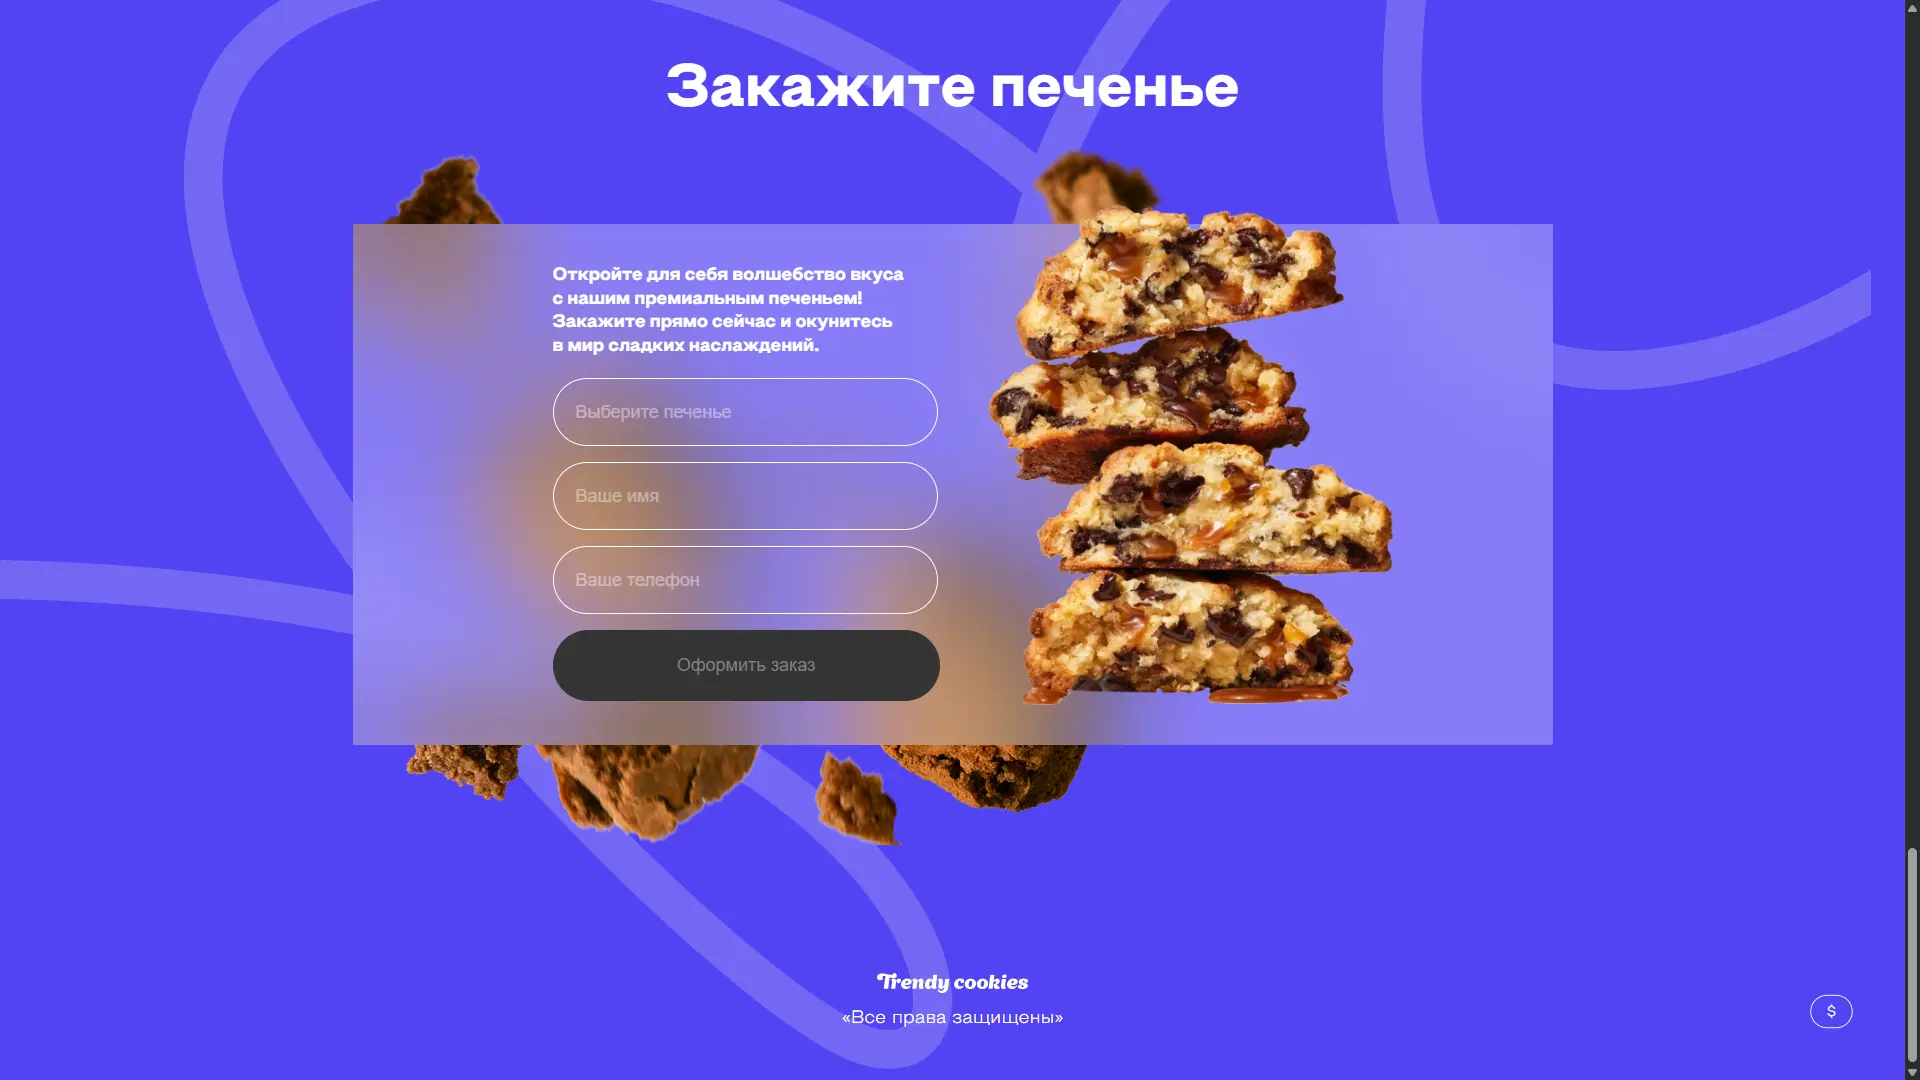 Закажите печенье
Откройте для себя волшебство вкуса
с нашим премиальным печеньем!
Закажите прямо сейчас и окунитесь
в мир сладких наслаждений.
Выберите печенье
Ваше имя
Ваше телефон
Оформить заказ
Trendy cookies
«Все права защищены»
$